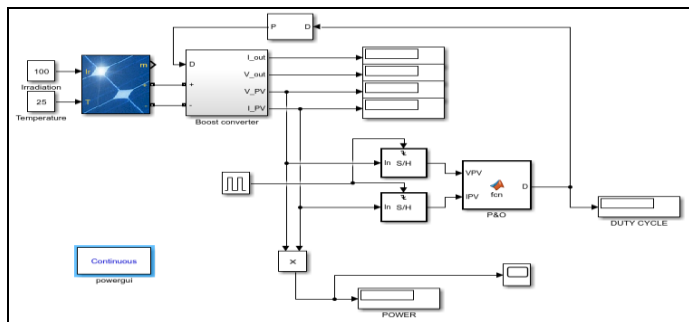 P D
I_out
V_out
V_PV
I_PV
D
+
-
Boost converter
100
Irradiation
25
Temperature
Ir
T
m
+
-
In S/H
In S/H
VPV
IPV
fcn
D
P&O
DUTY CYCLE
Continuous
powergui
×
POWER